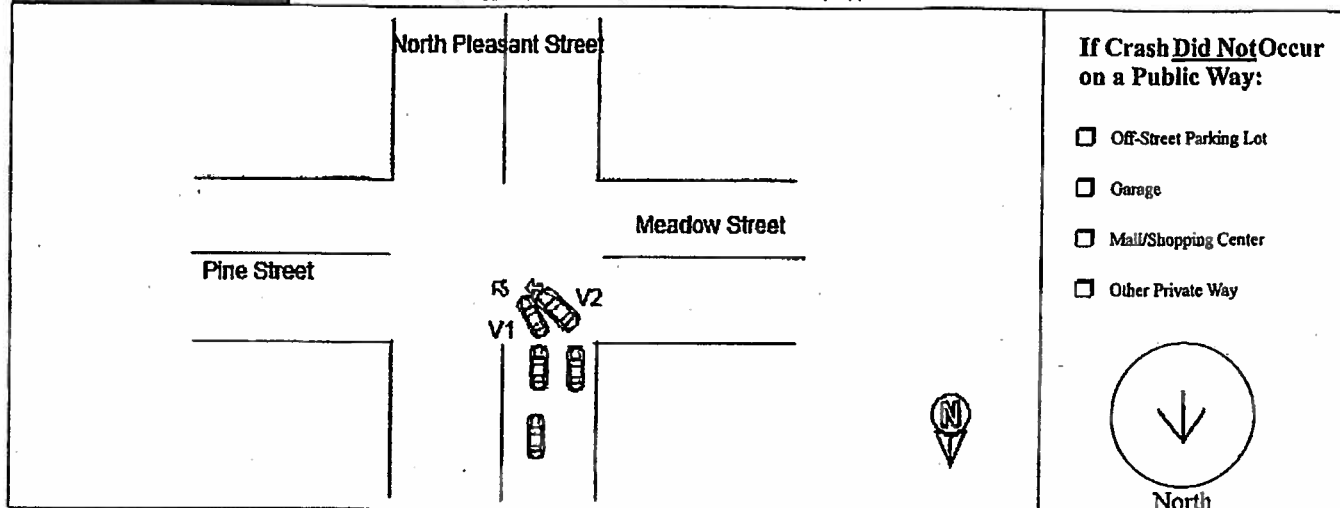 North Pleasant Street
Meadow Street
Pine Street
V2
V1
N
If Crash Did Not Occur
on a Public Way:
Off-Street Parking Lot
Garage
Mall/Shopping Center
Other Private Way
North